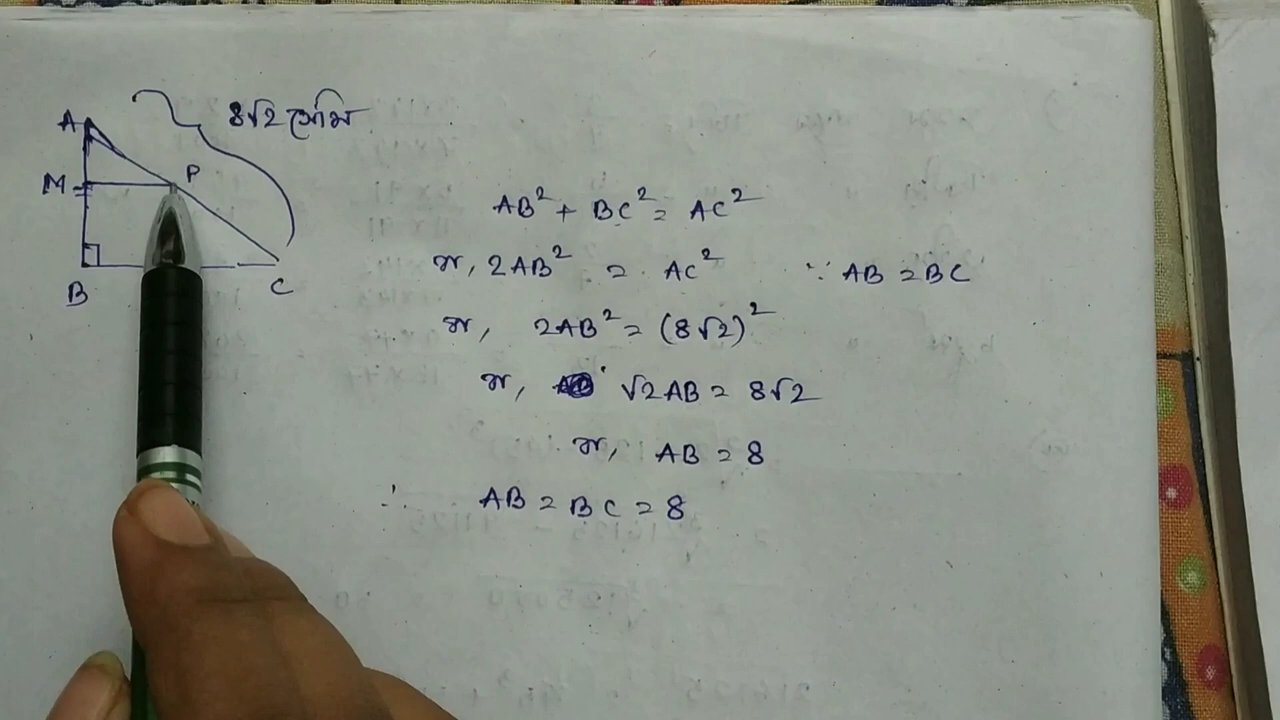 8√2 সেমি
A
M
P
B
C
AB² + BC² = AC²
বা, 2AB² = AC² ∵ AB = BC
বা, 2AB² = (8√2)²
বা, √2AB = 8√2
বা, AB = 8
∴ AB = BC = 8